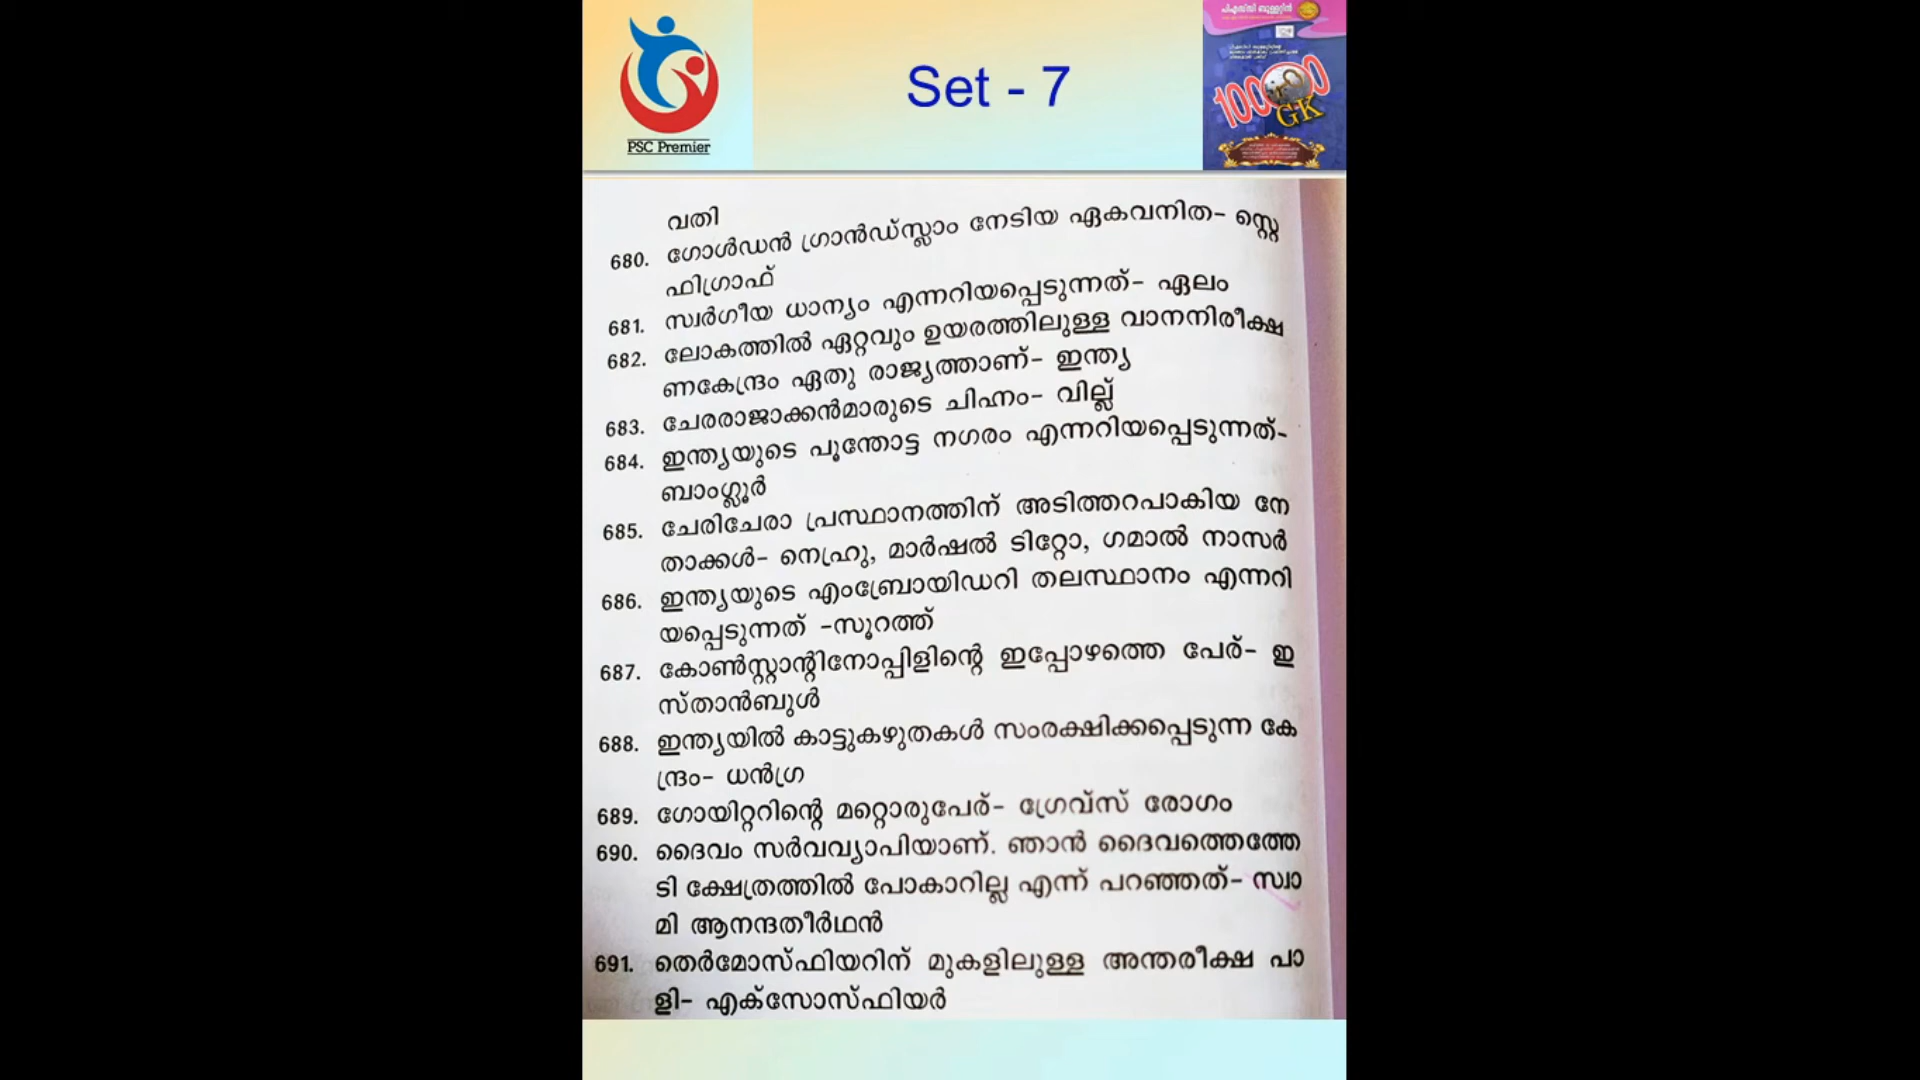 PSC Premier
Set - 7
പിഎസ്‌സി ബുള്ളറ്റിൻ
GK
വതി
680. ഗോൾഡൻ ഗ്രാൻഡ്സ്ലാം നേടിയ ഏകവനിത- സ്റ്റെ
ഫിഗ്രാഫ്
681. സ്വർഗീയ ധാന്യം എന്നറിയപ്പെടുന്നത്- ഏലം
682. ലോകത്തിൽ ഏറ്റവും ഉയരത്തിലുള്ള വാനനിരീക്ഷ
ണകേന്ദ്രം ഏതു രാജ്യത്താണ്- ഇന്ത്യ
683. ചേരരാജാക്കൻമാരുടെ ചിഹ്നം- വില്ല്
684. ഇന്ത്യയുടെ പൂന്തോട്ട നഗരം എന്നറിയപ്പെടുന്നത്-
ബാംഗ്ലൂർ
685. ചേരിചേരാ പ്രസ്ഥാനത്തിന് അടിത്തറപാകിയ നേ
താക്കൾ- നെഹ്രു, മാർഷൽ ടിറ്റോ, ഗമാൽ നാസർ
686. ഇന്ത്യയുടെ എംബ്രോയിഡറി തലസ്ഥാനം എന്നറി
യപ്പെടുന്നത് -സൂറത്ത്
687. കോൺസ്റ്റാന്റിനോപ്പിളിന്റെ ഇപ്പോഴത്തെ പേര്- ഇ
സ്താൻബുൾ
688. ഇന്ത്യയിൽ കാട്ടുകഴുതകൾ സംരക്ഷിക്കപ്പെടുന്ന കേ
ന്ദ്രം- ധൻഗ്ര
689. ഗോയിറ്ററിന്റെ മറ്റൊരുപേര്- ഗ്രേവ്സ് രോഗം
690. ദൈവം സർവവ്യാപിയാണ്. ഞാൻ ദൈവത്തെത്തേ
ടി ക്ഷേത്രത്തിൽ പോകാറില്ല എന്ന് പറഞ്ഞത്- സ്വാ
മി ആനന്ദതീർഥൻ
691. തെർമോസ്ഫിയറിന് മുകളിലുള്ള അന്തരീക്ഷ പാ
ളി- എക്സോസ്ഫിയർ